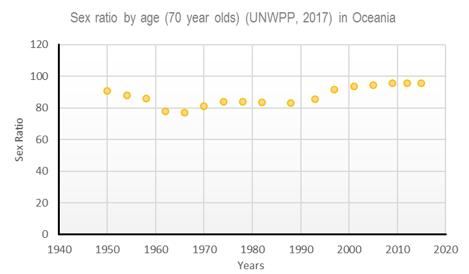 Sex ratio by age (70 year olds) (UNWPP, 2017) in Oceania
120
100
80
60
40
20
0
Sex Ratio
1940 1950 1960 1970 1980 1990 2000 2010 2020
Years